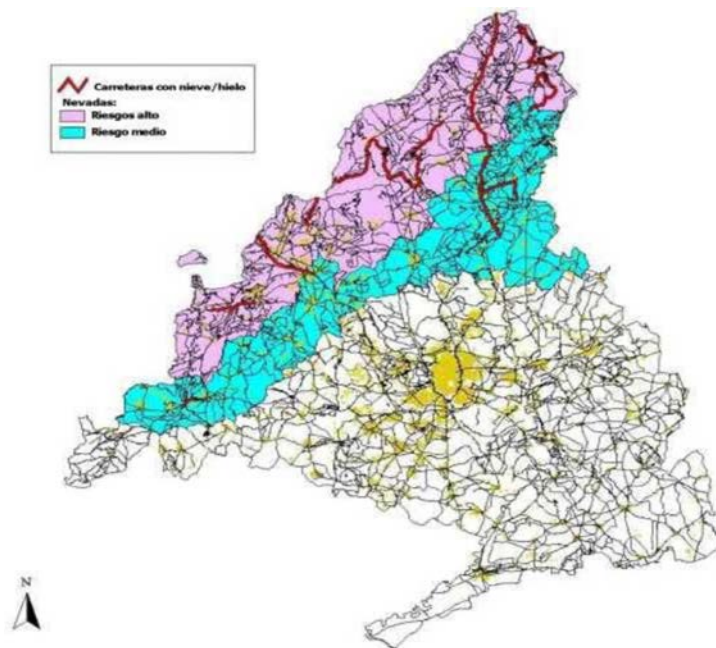 Carreteras con nieve/hielo
Nevadas:
Riesgos alto
Riesgo medio
N